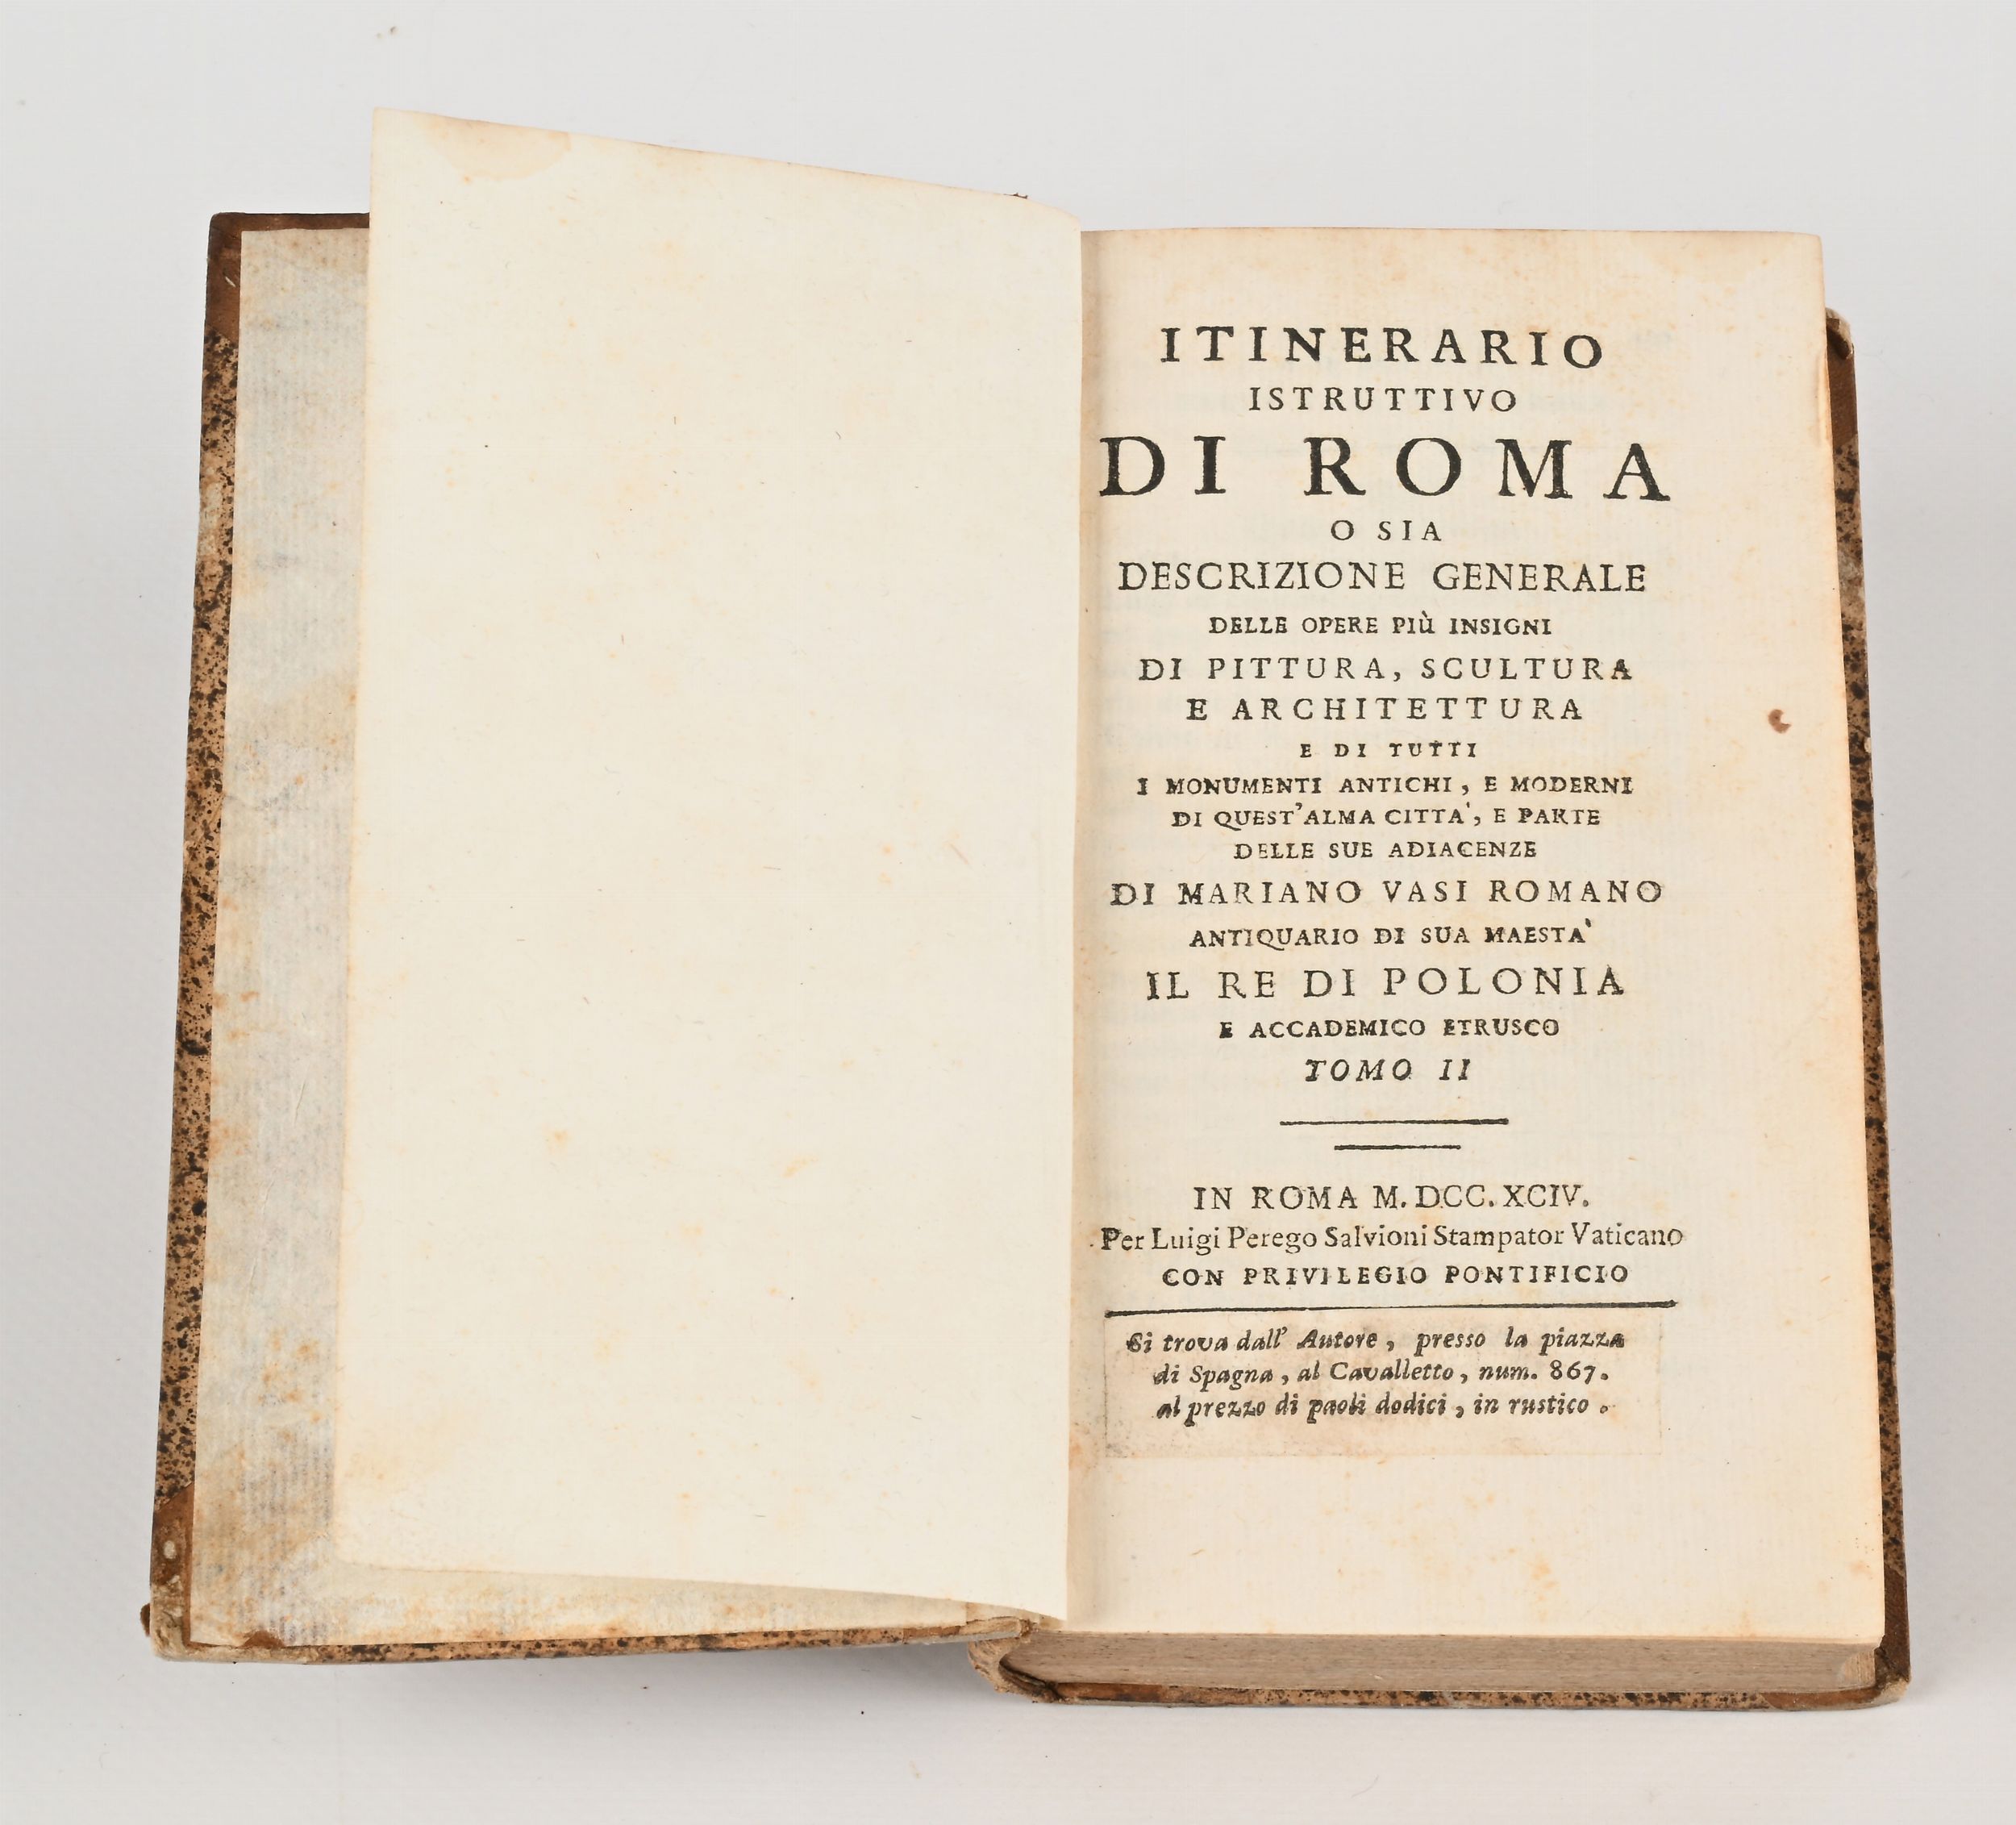 ITINERARIO
ISTRUTTIVO
DI ROMA
O SIA
DESCRIZIONE GENERALE
DELLE OPERE PIù INSIGNI
DI PITTURA, SCULTURA
E ARCHITETTURA
E DI TUTTI
I MONUMENTI ANTICHI, E MODERNI
DI QUEST'ALMA CITTA', E PARTE
DELLE SUE ADIACENZE
DI MARIANO VASI ROMANO
ANTIQUARIO DI SUA MAESTA'
IL RE DI POLONIA
E ACCADEMICO ETRUSCO
TOMO II
IN ROMA M. DCC. XCIV.
Per Luigi Perego Salvioni Stampator Vaticano
CON PRIVILEGIO PONTIFICIO
Si trova dall' Autore, presso la piazza
di Spagna, al Cavalletto, num. 867.
al prezzo di paoli dodici, in rustico.